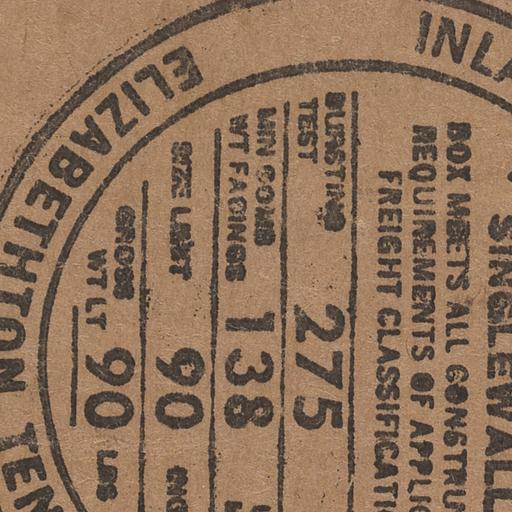 INLA
SINGLEWALL
BOX MEETS ALL CONSTRU
REQUIREMENTS OF APPLIC
FREIGHT CLASSIFICATI
BURSTING
TEST 275
MIN COMB
WT FACINGS 138
SIZE LIMIT 90
GROSS
WT LT 90 LBS
ELIZABETHTON TEN